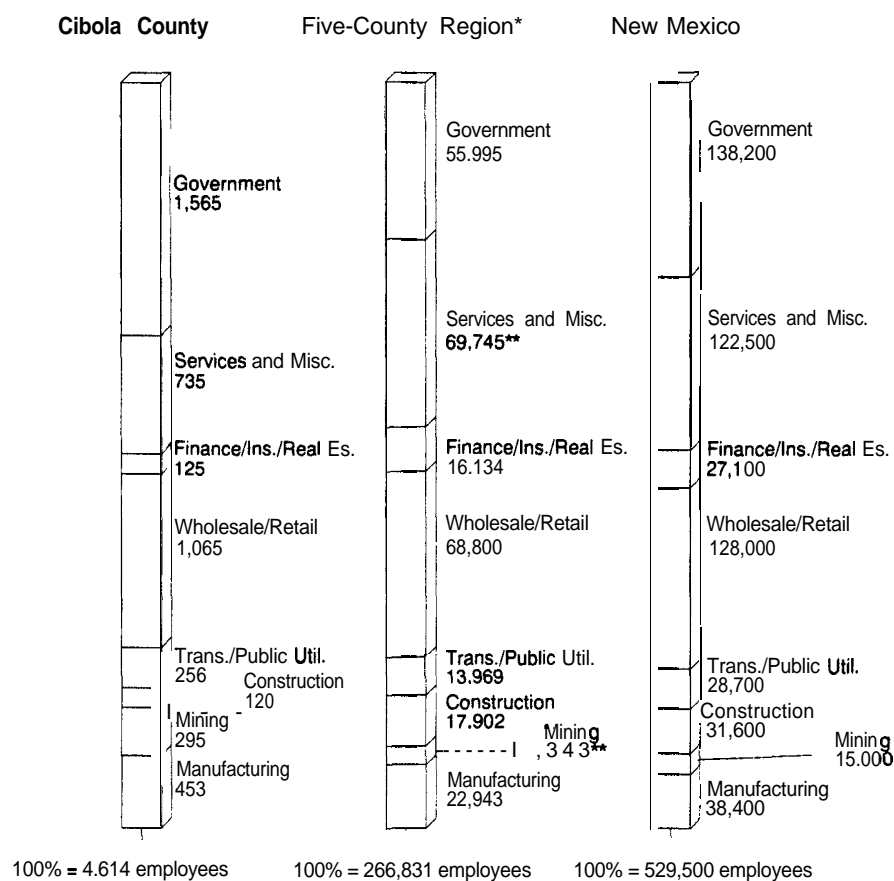 Cibola County
Five-County Region*
New Mexico
Government
1,565
Services and Misc.
735
Finance/Ins./Real Es.
125
Wholesale/Retail
1,065
Trans./Public Util.
256
Construction
120
Mining
295
Manufacturing
453
100% = 4.614 employees
Government
55.995
Services and Misc.
69,745**
Finance/Ins./Real Es.
16.134
Wholesale/Retail
68,800
Trans./Public Util.
13.969
Construction
17.902
Mining
I ,343**
Manufacturing
22,943
100% = 266,831 employees
Government
138,200
Services and Misc.
122,500
Finance/Ins./Real Es.
27,100
Wholesale/Retail
128,000
Trans./Public Util.
28,700
Construction
31,600
Mining
15.000
Manufacturing
38,400
100% = 529,500 employees